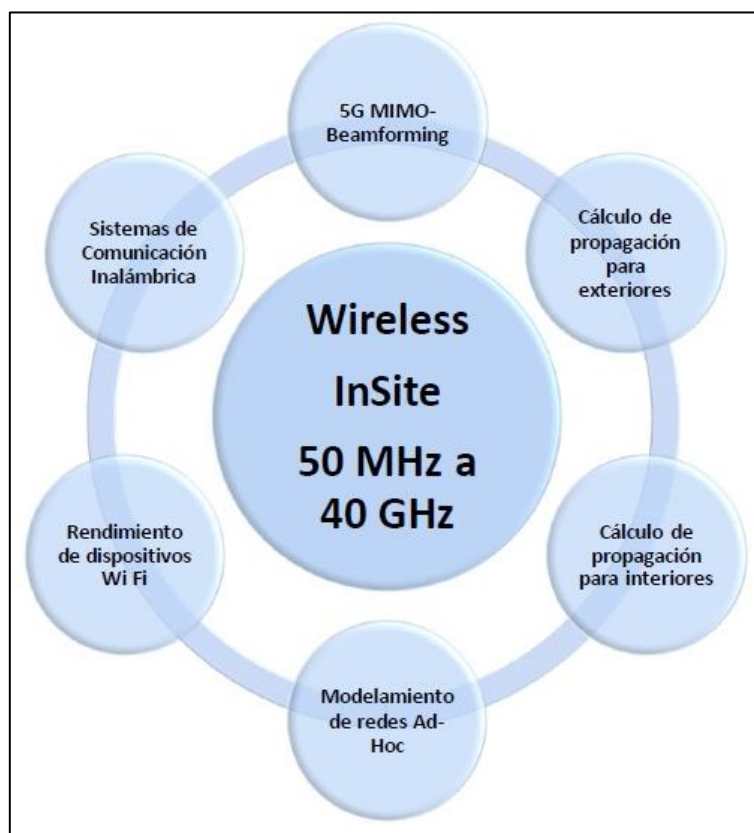 5G MIMO-
Beamforming
Cálculo de
propagación
para
exteriores
Cálculo de
propagación
para interiores
Modelamiento
de redes Ad-
Hoc
Rendimiento
de dispositivos
Wi Fi
Sistemas de
Comunicación
Inalámbrica
Wireless
InSite
50 MHz a
40 GHz